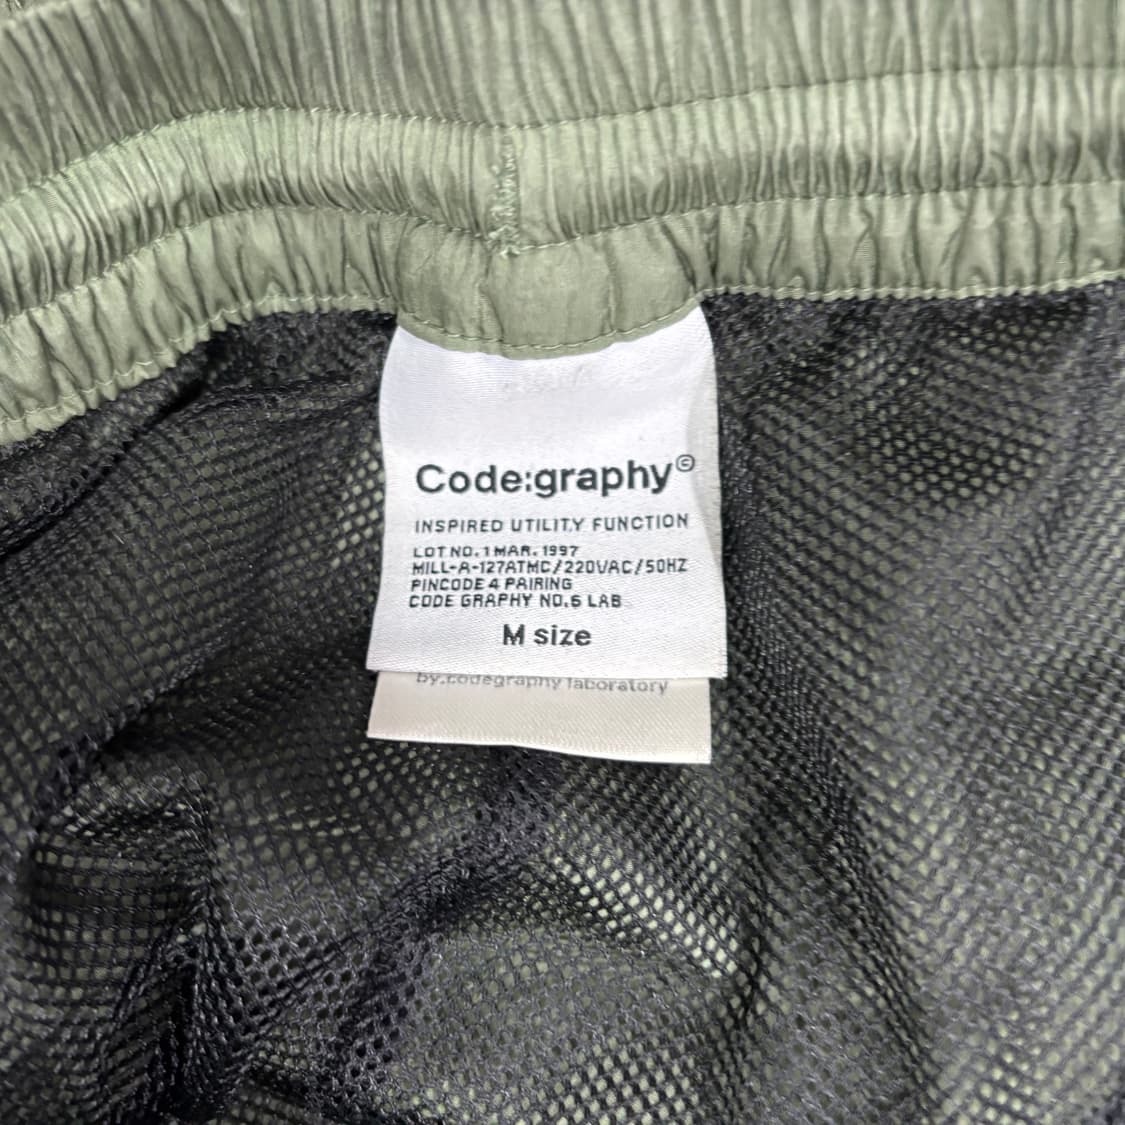 Code:graphy©
INSPIRED UTILITY FUNCTION
LOT NO. 1 MAR. 1997
MILL-A-127ATMC/220VAC/50HZ
PINCODE 4 PAIRING
CODE GRAPHY NO.6 LAB
M size
by.codegraphy laboratory